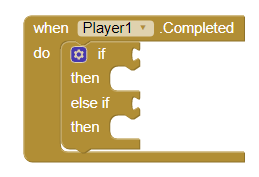 when Player1 .Completed
do if
then
else if
then